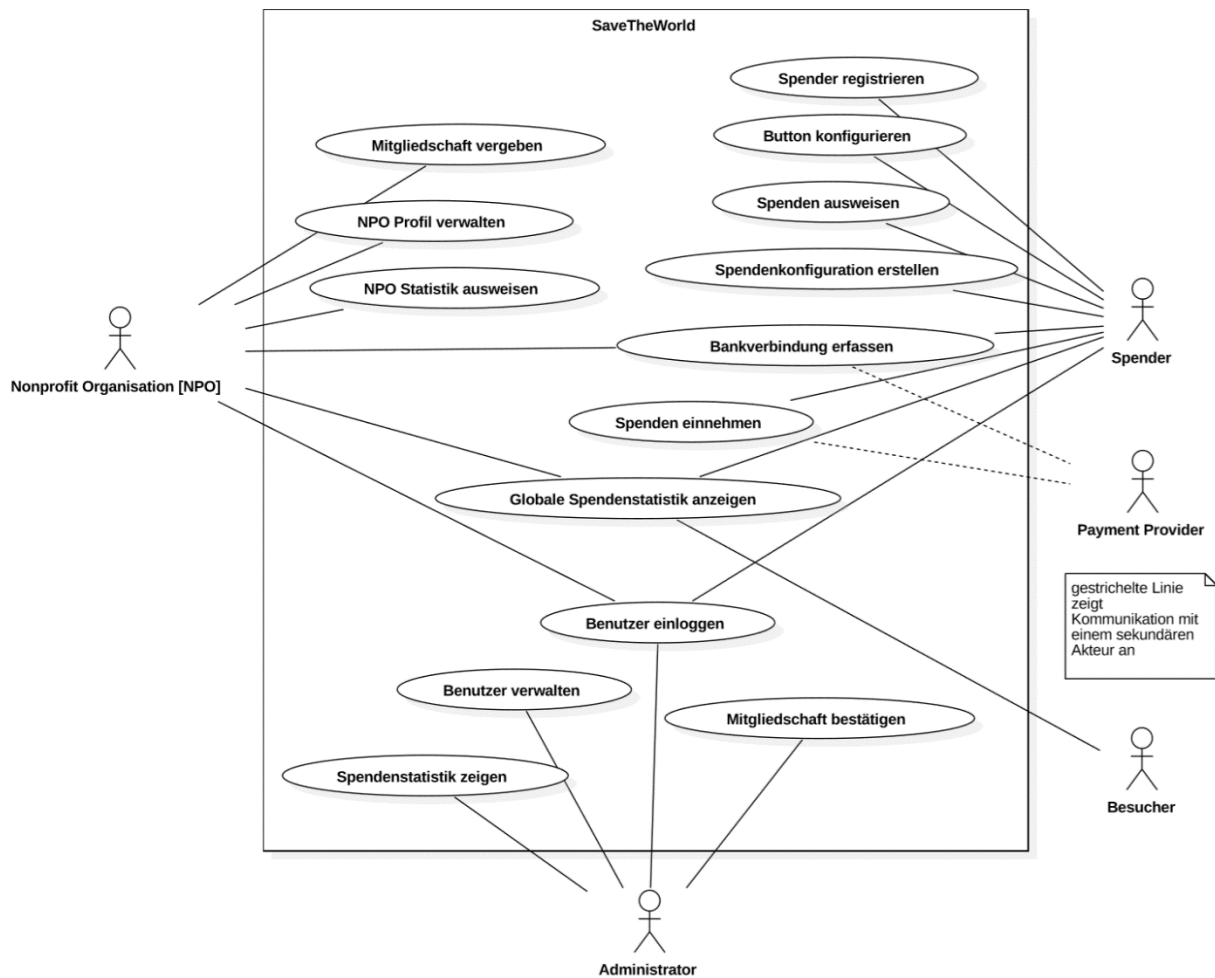 SaveTheWorld
Spender registrieren
Button konfigurieren
Mitgliedschaft vergeben
Spenden ausweisen
NPO Profil verwalten
Spendenkonfiguration erstellen
NPO Statistik ausweisen
Bankverbindung erfassen
Nonprofit Organisation [NPO]
Spender
Spenden einnehmen
Globale Spendenstatistik anzeigen
Payment Provider
gestrichelte Linie
zeigt
Kommunikation mit
einem sekundären
Akteur an
Benutzer einloggen
Benutzer verwalten
Mitgliedschaft bestätigen
Spendenstatistik zeigen
Besucher
Administrator